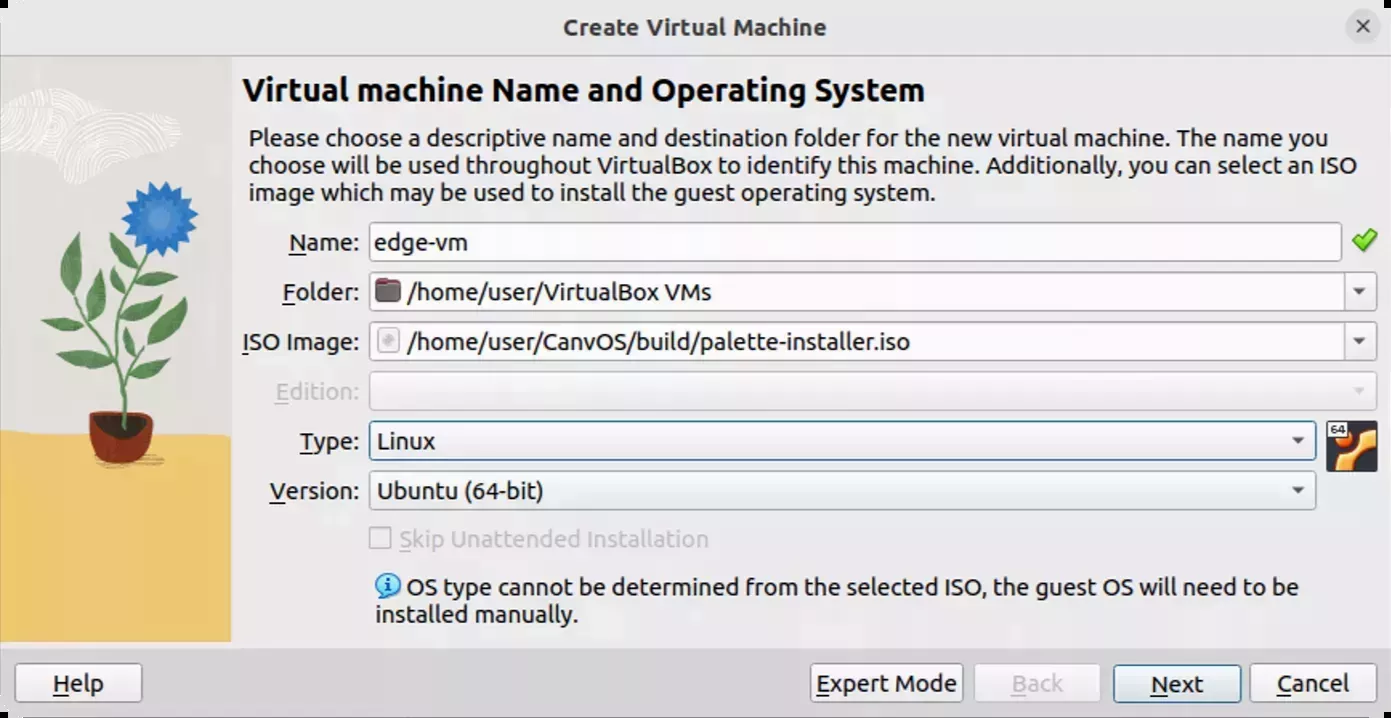 Create Virtual Machine
Virtual machine Name and Operating System
Please choose a descriptive name and destination folder for the new virtual machine. The name you
choose will be used throughout VirtualBox to identify this machine. Additionally, you can select an ISO
image which may be used to install the guest operating system.
Name: edge-vm
Folder: /home/user/VirtualBox VMs
ISO Image: /home/user/CanvOS/build/palette-installer.iso
Edition:
Type: Linux
64
Version: Ubuntu (64-bit)
Skip Unattended Installation
OS type cannot be determined from the selected ISO, the guest OS will need to be
installed manually.
Help Expert Mode Back Next Cancel